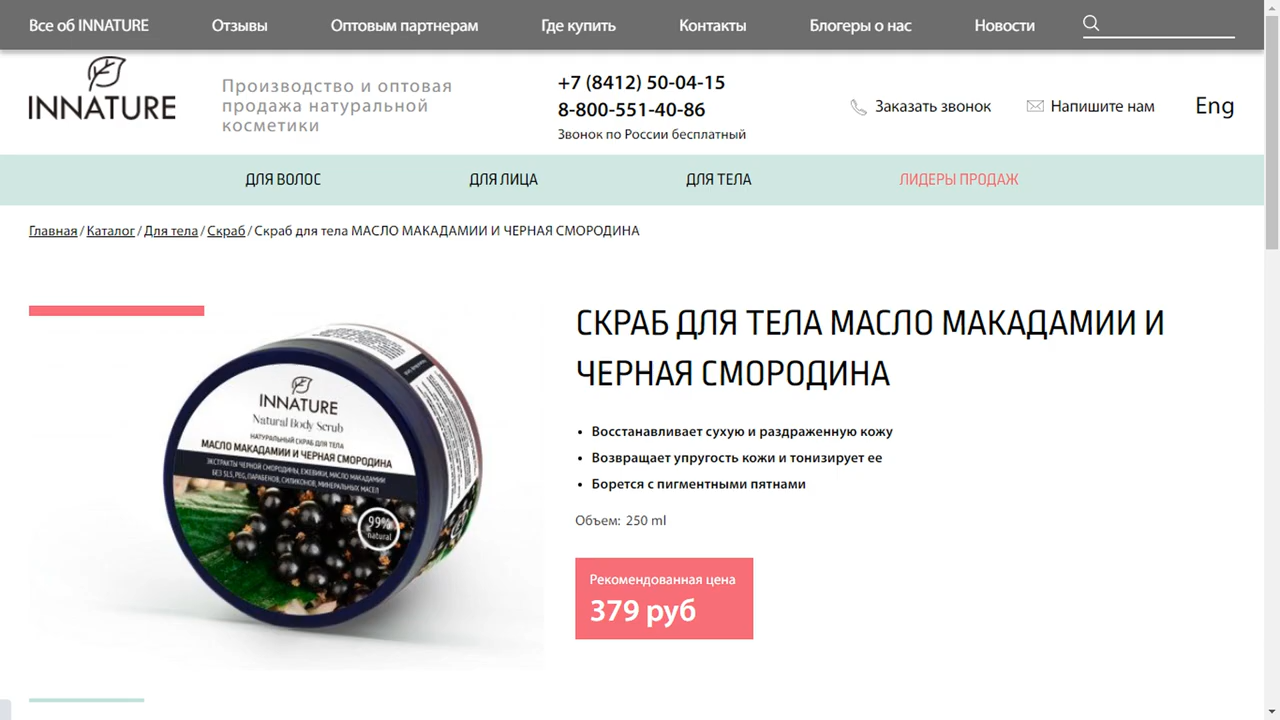 Все об INNATURE
Отзывы
Оптовым партнерам
Где купить
Контакты
Блогеры о нас
Новости
INNATURE
Производство и оптовая
продажа натуральной
косметики
+7 (8412) 50-04-15
8-800-551-40-86
Звонок по России бесплатный
Заказать звонок
Напишите нам
Eng
ДЛЯ ВОЛОС
ДЛЯ ЛИЦА
ДЛЯ ТЕЛА
ЛИДЕРЫ ПРОДАЖ
Главная / Каталог / Для тела / Скраб / Скраб для тела МАСЛО МАКАДАМИИ И ЧЕРНАЯ СМОРОДИНА
INNATURE
Natural Body Scrub
НАТУРАЛЬНЫЙ СКРАБ ДЛЯ ТЕЛА
МАСЛО МАКАДАМИИ И ЧЕРНАЯ СМОРОДИНА
ЭКСТРАКТЫ ЧЕРНОЙ СМОРОДИНЫ, ЕЖЕВИКИ, МАСЛО МАКАДАМИИ
БЕЗ SLS, PEG, ПАРАБЕНОВ, СИЛИКОНОВ, МИНЕРАЛЬНЫХ МАСЕЛ
99%
natural
СКРАБ ДЛЯ ТЕЛА МАСЛО МАКАДАМИИ И
ЧЕРНАЯ СМОРОДИНА
• Восстанавливает сухую и раздраженную кожу
• Возвращает упругость кожи и тонизирует ее
• Борется с пигментными пятнами
Объем: 250 ml
Рекомендованная цена
379 руб